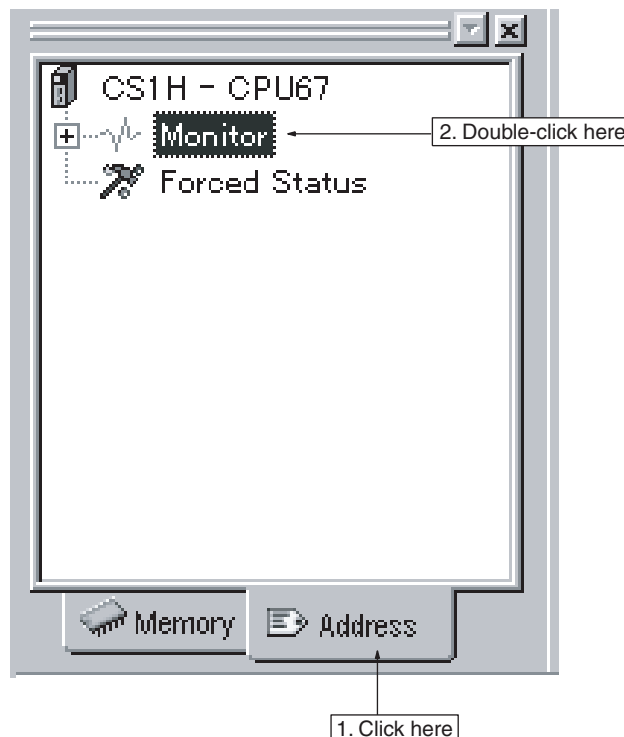 CS1H - CPU67
Monitor
2. Double-click here
Forced Status
Memory
Address
1. Click here